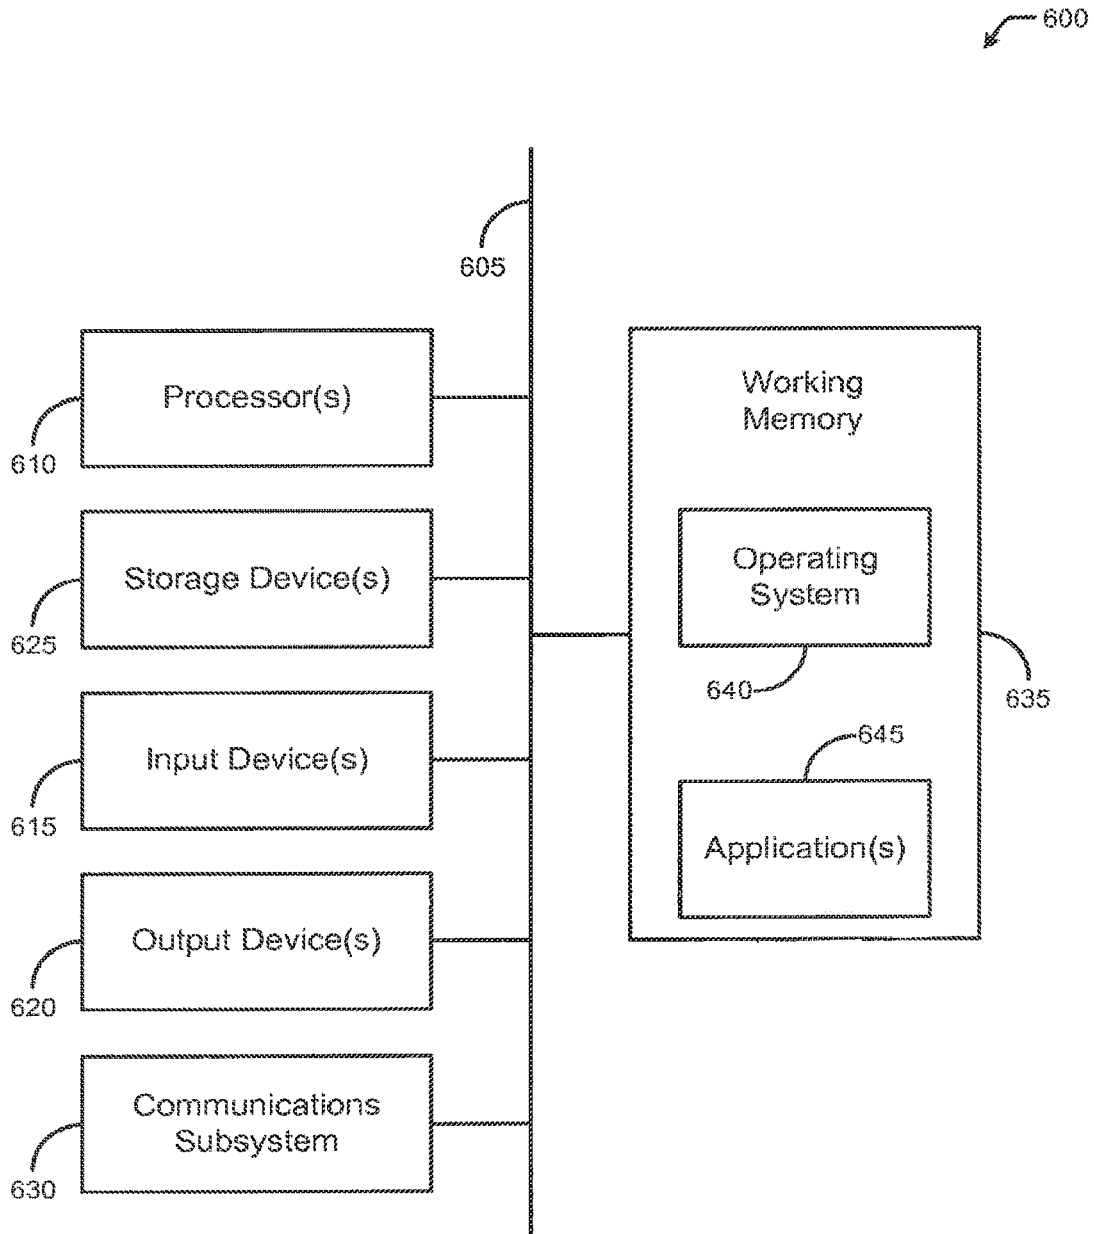 600
605
Processor(s)
610
Storage Device(s)
625
Input Device(s)
615
Output Device(s)
620
Communications
Subsystem
630
Working
Memory
Operating
System
640
635
645
Application(s)